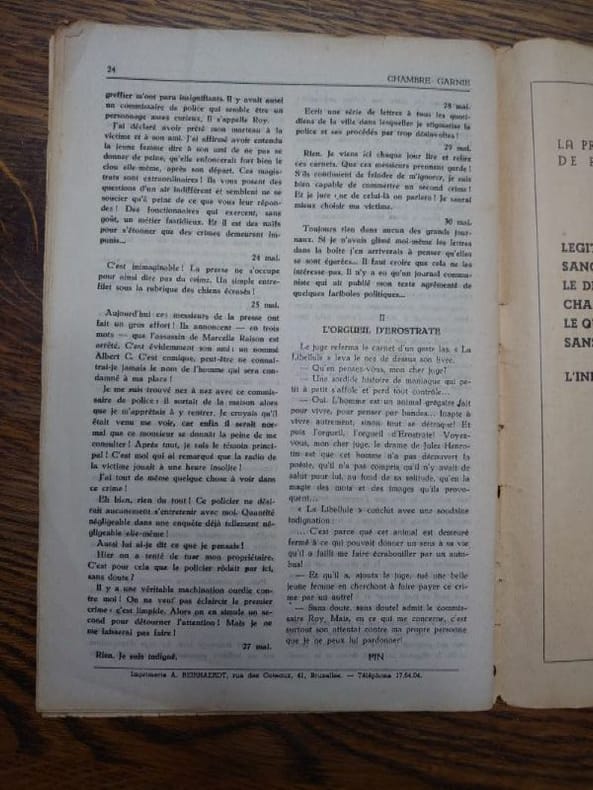 24
CHAMBRE GARNIE
greffier m'ont paru insignifiants. Il y avait aussi
un commissaire de police qui semble être un
personnage assez curieux. Il s'appelle Roy.
J'ai déclaré avoir prêté mon marteau à la
victime et à son ami. J'ai affirmé avoir entendu
la jeune femme dire à son ami de ne pas se
donner de peine, qu'elle enfoncerait fort bien le
clou elle-même, après son départ. Ces magis-
trats sont extraordinaires ! Ils vous posent des
questions d'un air indifférent et semblent ne se
soucier qu'à peine de ce que vous leur répon-
dez ! Des fonctionnaires qui exercent, sans
goût, un métier fastidieux. Et il est des naïfs
pour s'étonner que des crimes demeurent im-
punis...
24 mai.
C'est inimaginable ! La presse ne s'occupe
pour ainsi dire pas du crime. Un simple entre-
filet sous la rubrique des chiens écrasés !
25 mai.
Aujourd'hui ces messieurs de la presse ont
fait un gros effort ! Ils annoncent — en trois
mots — que l'assassin de Marcelle Raison est
arrêté. C'est évidemment son ami : un nommé
Albert C. C'est comique, peut-être ne connaî-
trai-je jamais le nom de l'homme qui sera con-
damné à ma place !
Je me suis trouvé nez à nez avec ce commis-
saire de police : il sortait de la maison alors
que je m'apprêtais à y rentrer. Je croyais qu'il
était venu me voir, car enfin il serait nor-
mal que ce monsieur se donnât la peine de me
consulter ! Après tout, je suis le témoin princi-
pal ! C'est moi qui ai remarqué que la radio de
la victime jouait à une heure insolite !
J'ai tout de même quelque chose à voir dans
ce crime !
Eh bien, rien du tout ! Ce policier ne dési-
rait aucunement s'entretenir avec moi. Quantité
négligeable dans une enquête déjà tellement né-
gligeable elle-même !
Aussi lui ai-je dit ce que je pensais !
Hier on a tenté de tuer mon propriétaire.
C'est pour cela que le policier rôdait par ici,
sans doute ?
Il y a une véritable machination ourdie con-
tre moi ! On ne veut pas éclaircir le premier
crime : c'est limpide. Alors on en simule un se-
cond pour détourner l'attention ! Mais je ne
me laisserai pas faire !
27 mai.
Rien. Je suis indigné.
28 mai.
Ecrit une série de lettres à tous les quoti-
diens de la ville dans lesquelles je stigmatise la
police et ses procédés par trop désinvoltes !
29 mai.
Rien. Je viens ici chaque jour lire et relire
ces carnets. Que ces messieurs prennent garde !
S'ils continuent de feindre de m'ignorer, je suis
bien capable de commettre un second crime !
Et je jure que de celui-là on parlera ! Je saurai
mieux choisir ma victime.
30 mai.
Toujours rien dans aucun des grands jour-
naux. Si je n'avais glissé moi-même les lettres
dans la boîte j'en arriverais à penser qu'elles
se sont égarées... Il faut croire que cela ne les
intéresse pas. Il n'y a eu qu'un journal commu-
niste qui ait publié mon texte agrémenté de
quelques fariboles politiques...
II
L'ORGUEIL D'EROSTRATE
Le juge referma le carnet d'un geste las. « La
Libellule » leva le nez de dessus son livre.
— Qu'en pensez-vous, mon cher juge?
— Une sordide histoire de maniaque qui pe-
tit à petit s'affole et perd tout contrôle...
— Oui. L'homme est un animal grégaire fait
pour vivre, pour penser par bandes... Inapte à
vivre autrement, sinon tout se détraque! Et
puis l'orgueil, l'orgueil d'Erostrate! Voyez-
vous, mon cher juge, le drame de Jules Henro-
tin est que cet homme n'a pas découvert la
poésie, qu'il n'a pas compris qu'il n'y avait de
salut pour lui, au fond de sa solitude, qu'en la
magie des mots et des images qu'ils provo-
quent...
« La Libellule » conclut avec une soudaine
indignation :
... C'est parce que cet animal est demeuré
fermé à ce qui pouvait donner un sens à sa vie
qu'il a failli me faire écrabouiller par un auto-
bus!
— Et qu'il a, ajouta le juge, tué une belle
jeune femme en cherchant à faire payer ce cri-
me par un autre!
— Sans doute, sans doute! admit le commis-
saire Roy. Mais, en ce qui me concerne, c'est
surtout son attentat contre ma propre personne
que je ne peux lui pardonner!
FIN
Imprimerie A. BERNAERDT, rue des Coteaux, 41, Bruxelles. — Téléphone 17.64.04.
LA PR
DE
LEGIT
SANG
LE D
CHA
LE Q
SANS
L'IN